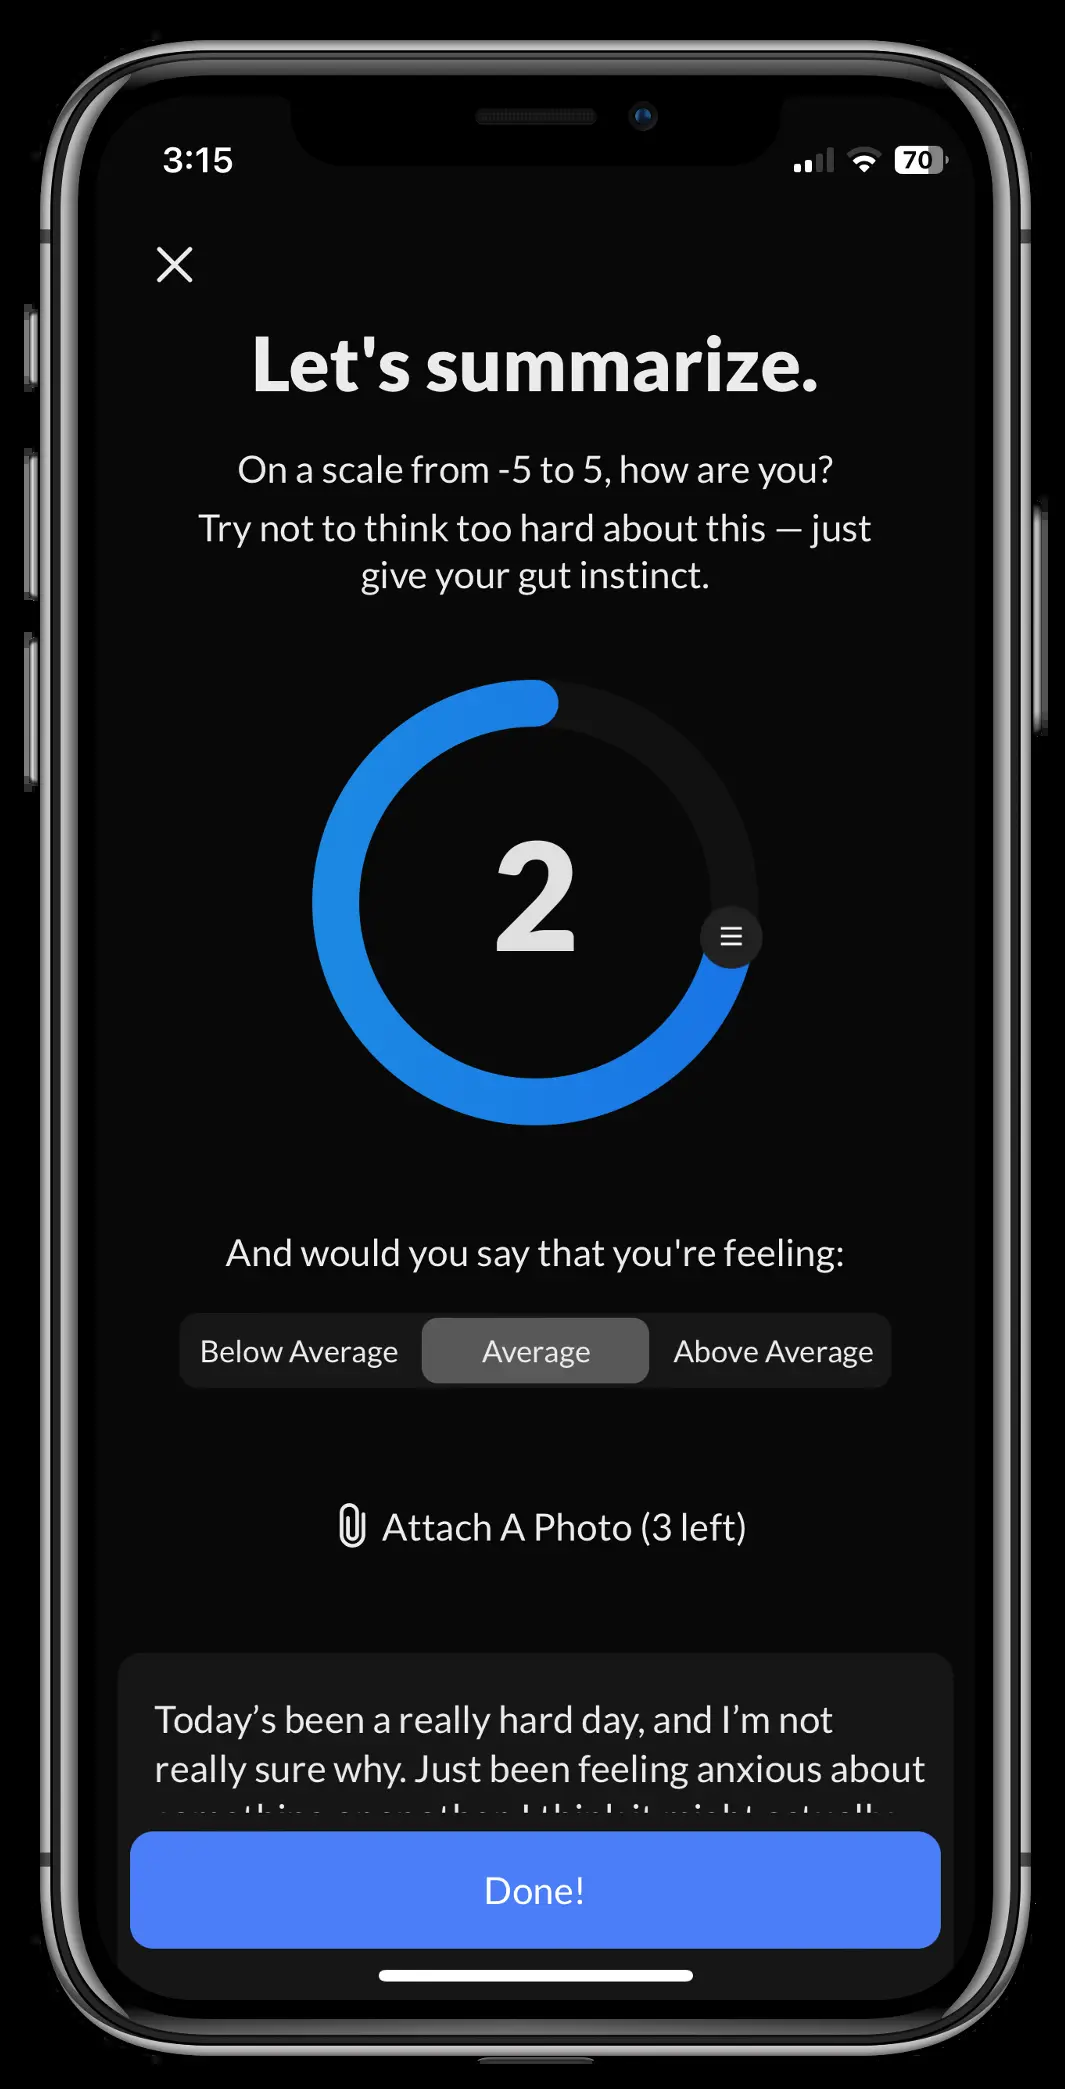 3:15
70
Let's summarize.
On a scale from -5 to 5, how are you?
Try not to think too hard about this — just
give your gut instinct.
2
And would you say that you're feeling:
Below Average Average Above Average
Attach A Photo (3 left)
Today’s been a really hard day, and I’m not
really sure why. Just been feeling anxious about
Done!